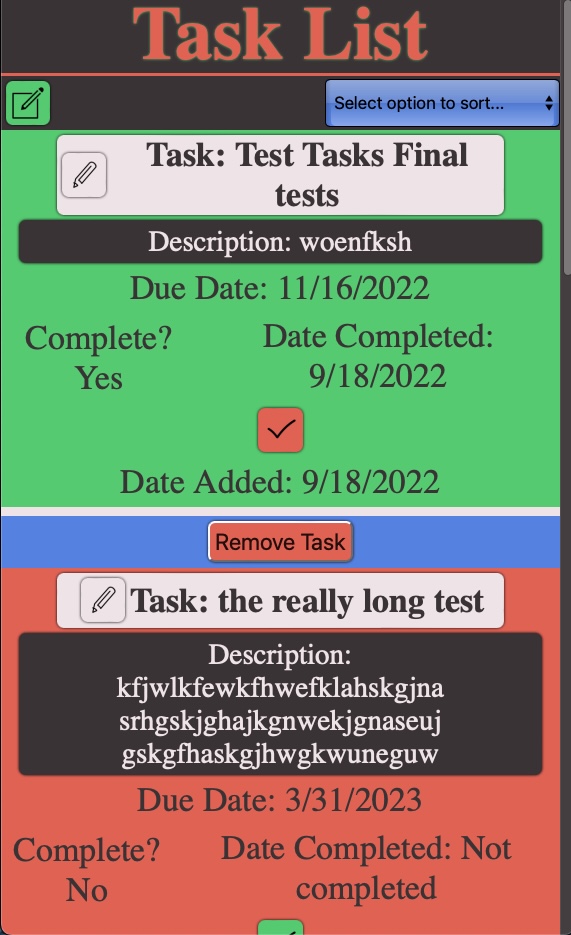 Task List
Select option to sort...
Task: Test Tasks Final
tests
Description: woenfksh
Due Date: 11/16/2022
Complete?
Yes
Date Completed:
9/18/2022
Date Added: 9/18/2022
Remove Task
Task: the really long test
Description:
kfjwlkfewkfhwefklahskgjna
srhgskjghajkgnwekjgnaseuj
gskgfhaskgjhwgkwuneguw
Due Date: 3/31/2023
Complete?
No
Date Completed: Not
completed